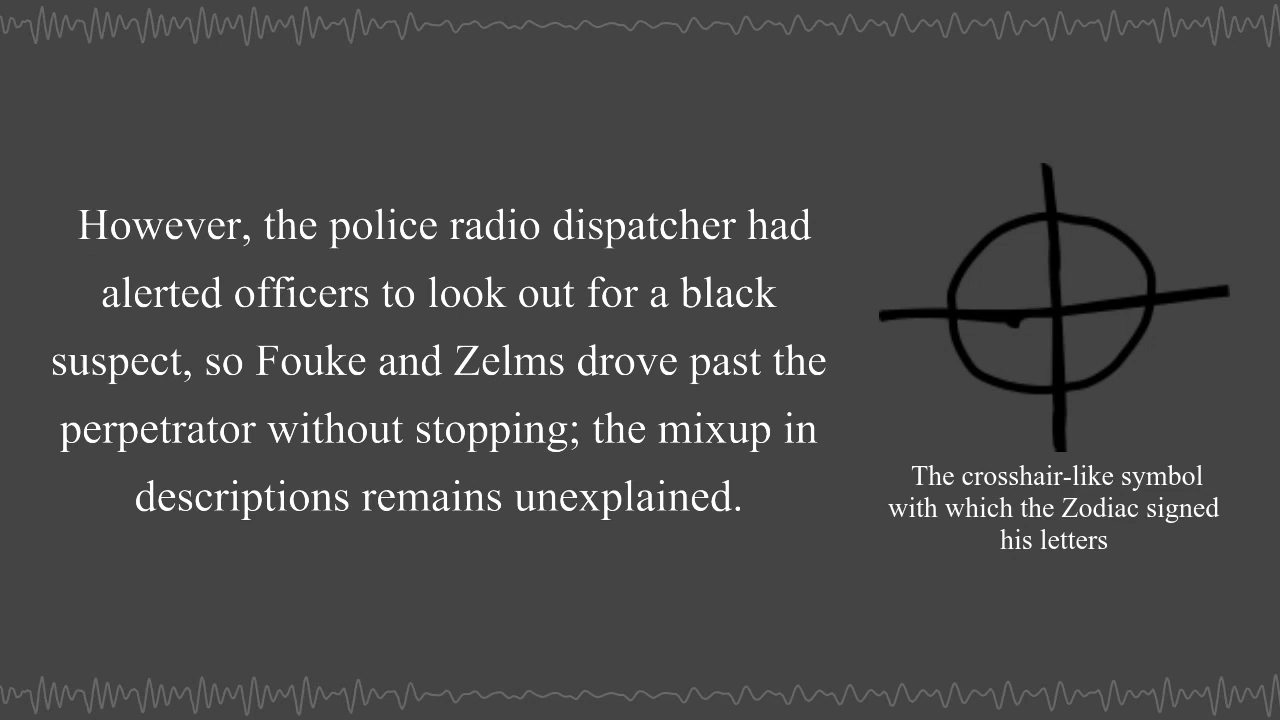 However, the police radio dispatcher had
alerted officers to look out for a black
suspect, so Fouke and Zelms drove past the
perpetrator without stopping; the mixup in
descriptions remains unexplained.
The crosshair-like symbol
with which the Zodiac signed
his letters